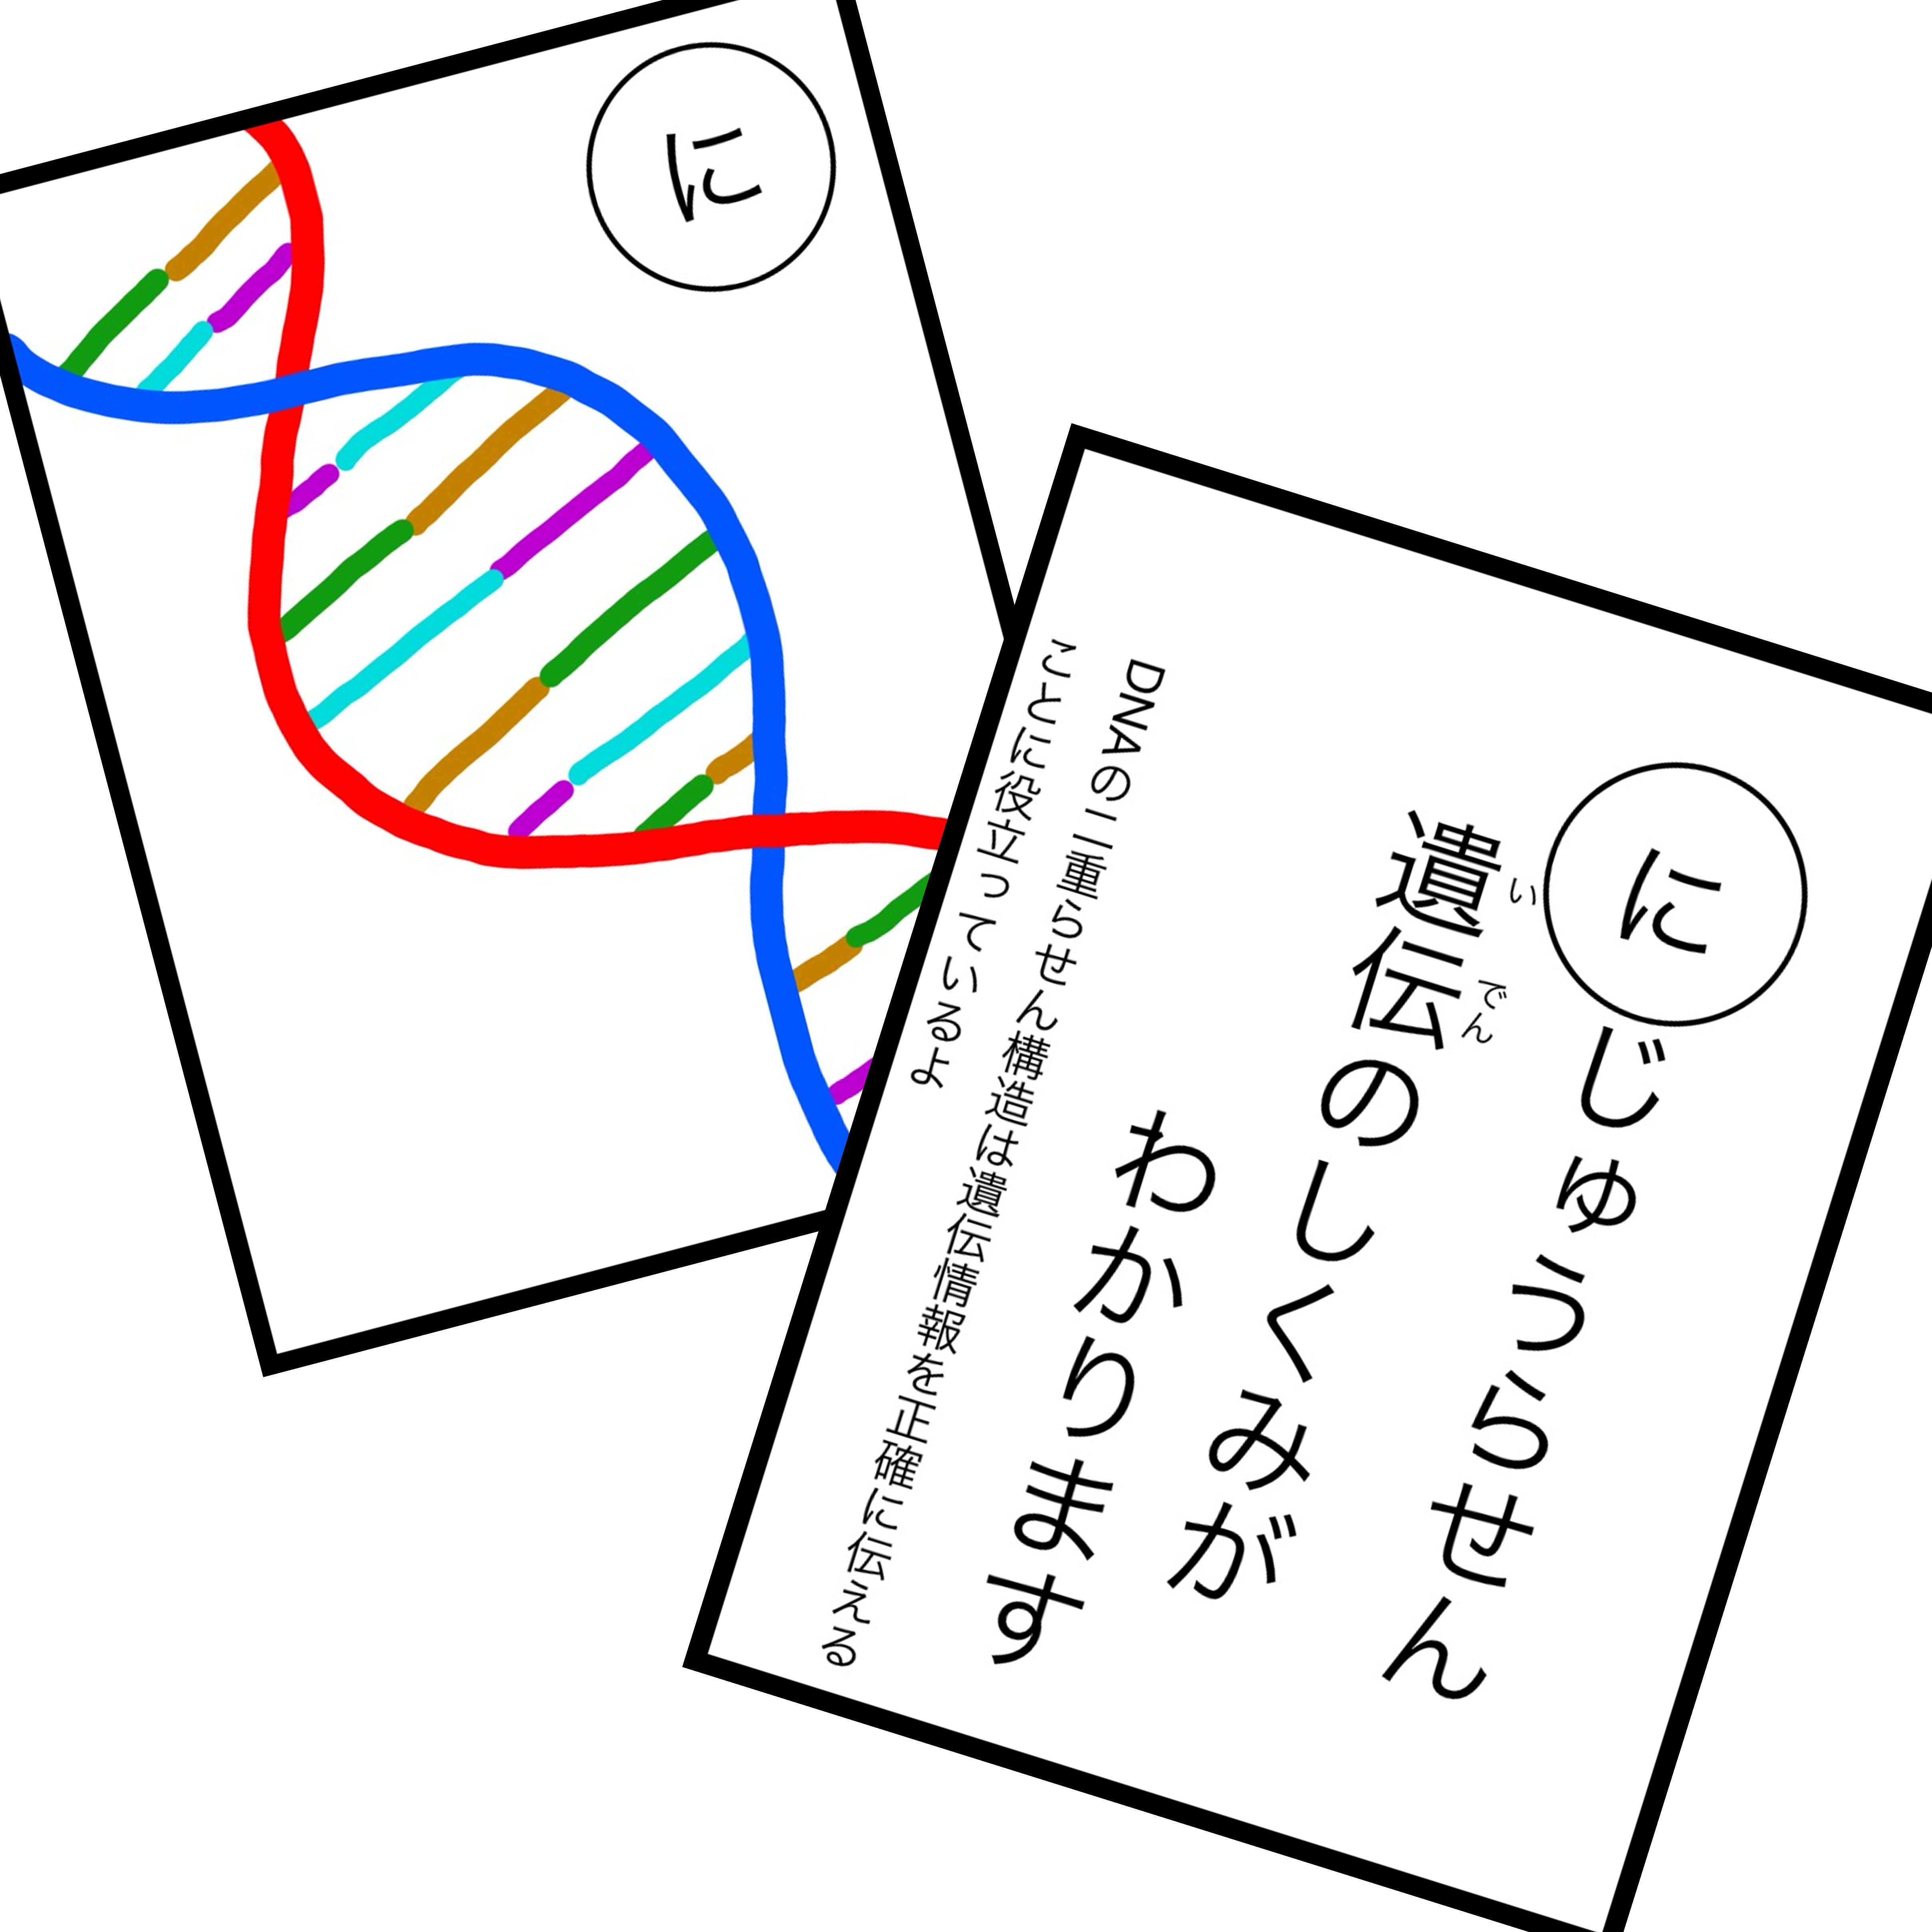 に
に
じゅうらせん
遺伝のしくみが
いでん
わかります
DNAの二重らせん構造は遺伝情報を正確に伝える
ことに役立っているよ